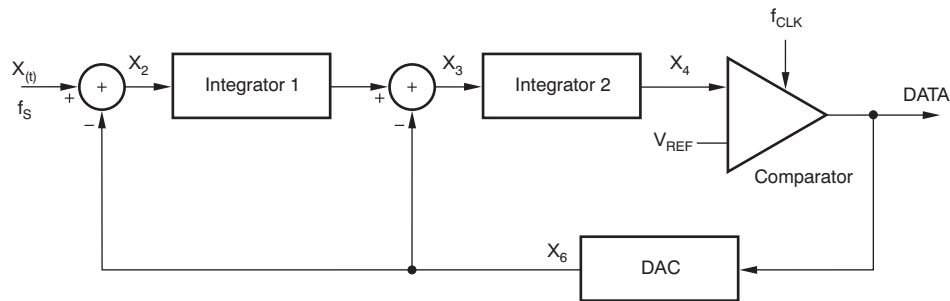 f_CLK
X_(t)
X_2
Integrator 1
X_3
Integrator 2
X_4
DATA
+
+
+
+
f_S
–
–
V_REF
Comparator
X_6
DAC